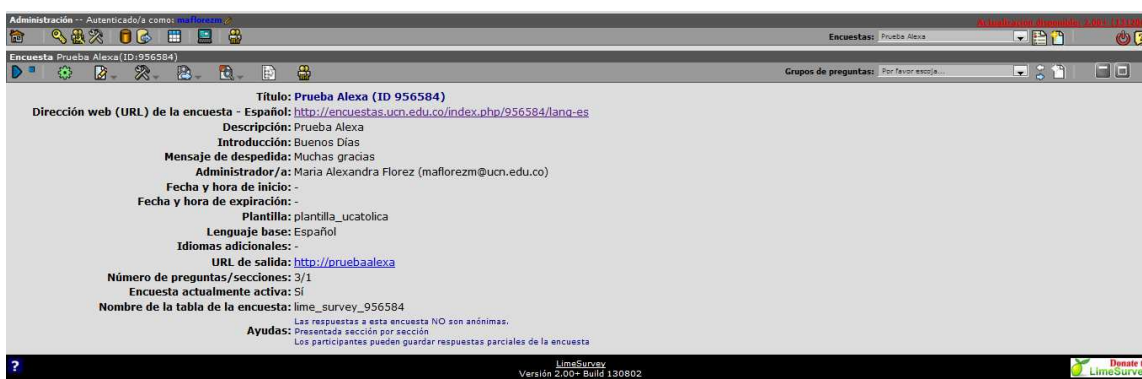 Administración -- Autenticado/a como: maflorezm
Actualización disponible: 2.00+
Encuestas: Prueba Alexa
Encuesta Prueba Alexa(ID:956584)
Grupos de preguntas: Por favor escoja...
Título: Prueba Alexa (ID 956584)
Dirección web (URL) de la encuesta - Español: http://encuestas.ucn.edu.co/index.php/956584/lang-es
Descripción: Prueba Alexa
Introducción: Buenos Días
Mensaje de despedida: Muchas gracias
Administrador/a: Maria Alexandra Florez (maflorezm@ucn.edu.co)
Fecha y hora de inicio: -
Fecha y hora de expiración: -
Plantilla: plantilla_ucatolica
Lenguaje base: Español
Idiomas adicionales: -
URL de salida: http://pruebaalexa
Número de preguntas/secciones: 3/1
Encuesta actualmente activa: Sí
Nombre de la tabla de la encuesta: lime_survey_956584
Las respuestas a esta encuesta NO son anónimas.
Ayudas: Presentada sección por sección
Los participantes pueden guardar respuestas parciales de la encuesta
?
LimeSurvey
Versión 2.00+ Build 130802
Donate
LimeSurve